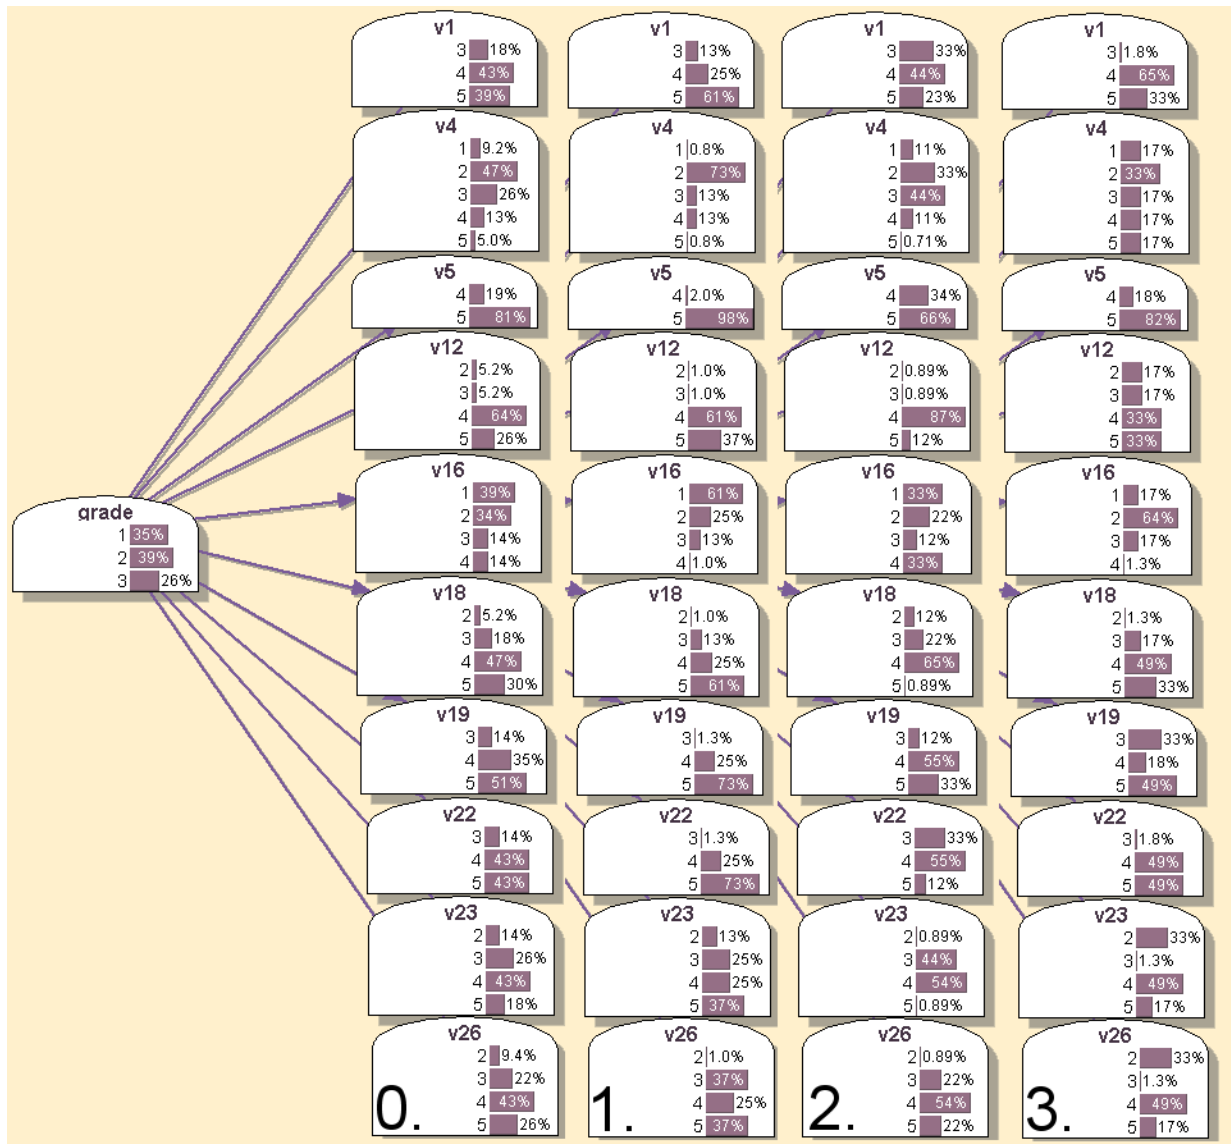 v1 v1 v1 v1
3 18% 3 13% 3 33% 3 1.8%
4 43% 4 25% 4 44% 4 65%
5 39% 5 61% 5 23% 5 33%
v4 v4 v4 v4
1 9.2% 1 0.8% 1 11% 1 17%
2 47% 2 73% 2 33% 2 33%
3 26% 3 13% 3 44% 3 17%
4 13% 4 13% 4 11% 4 17%
5 5.0% 5 0.8% 5 0.71% 5 17%
v5 v5 v5 v5
4 19% 4 2.0% 4 34% 4 18%
5 81% 5 98% 5 66% 5 82%
v12 v12 v12 v12
2 5.2% 2 1.0% 2 0.89% 2 17%
3 5.2% 3 1.0% 3 0.89% 3 17%
4 64% 4 61% 4 87% 4 33%
5 26% 5 37% 5 12% 5 33%
v16 v16 v16 v16
1 39% 1 61% 1 33% 1 17%
2 34% 2 25% 2 22% 2 64%
3 14% 3 13% 3 12% 3 17%
4 14% 4 1.0% 4 33% 4 1.3%
grade
1 35%
2 39%
3 26%
v18 v18 v18 v18
2 5.2% 2 1.0% 2 12% 2 1.3%
3 18% 3 13% 3 22% 3 17%
4 47% 4 25% 4 65% 4 49%
5 30% 5 61% 5 0.89% 5 33%
v19 v19 v19 v19
3 14% 3 1.3% 3 12% 3 33%
4 35% 4 25% 4 55% 4 18%
5 51% 5 73% 5 33% 5 49%
v22 v22 v22 v22
3 14% 3 1.3% 3 33% 3 1.8%
4 43% 4 25% 4 55% 4 49%
5 43% 5 73% 5 12% 5 49%
v23 v23 v23 v23
2 14% 2 13% 2 0.89% 2 33%
3 26% 3 25% 3 44% 3 1.3%
4 43% 4 25% 4 54% 4 49%
5 18% 5 37% 5 0.89% 5 17%
v26 v26 v26 v26
2 9.4% 2 1.0% 2 0.89% 2 33%
3 22% 3 37% 3 22% 3 1.3%
4 43% 4 25% 4 54% 4 49%
5 26% 5 37% 5 22% 5 17%
0. 1. 2. 3.